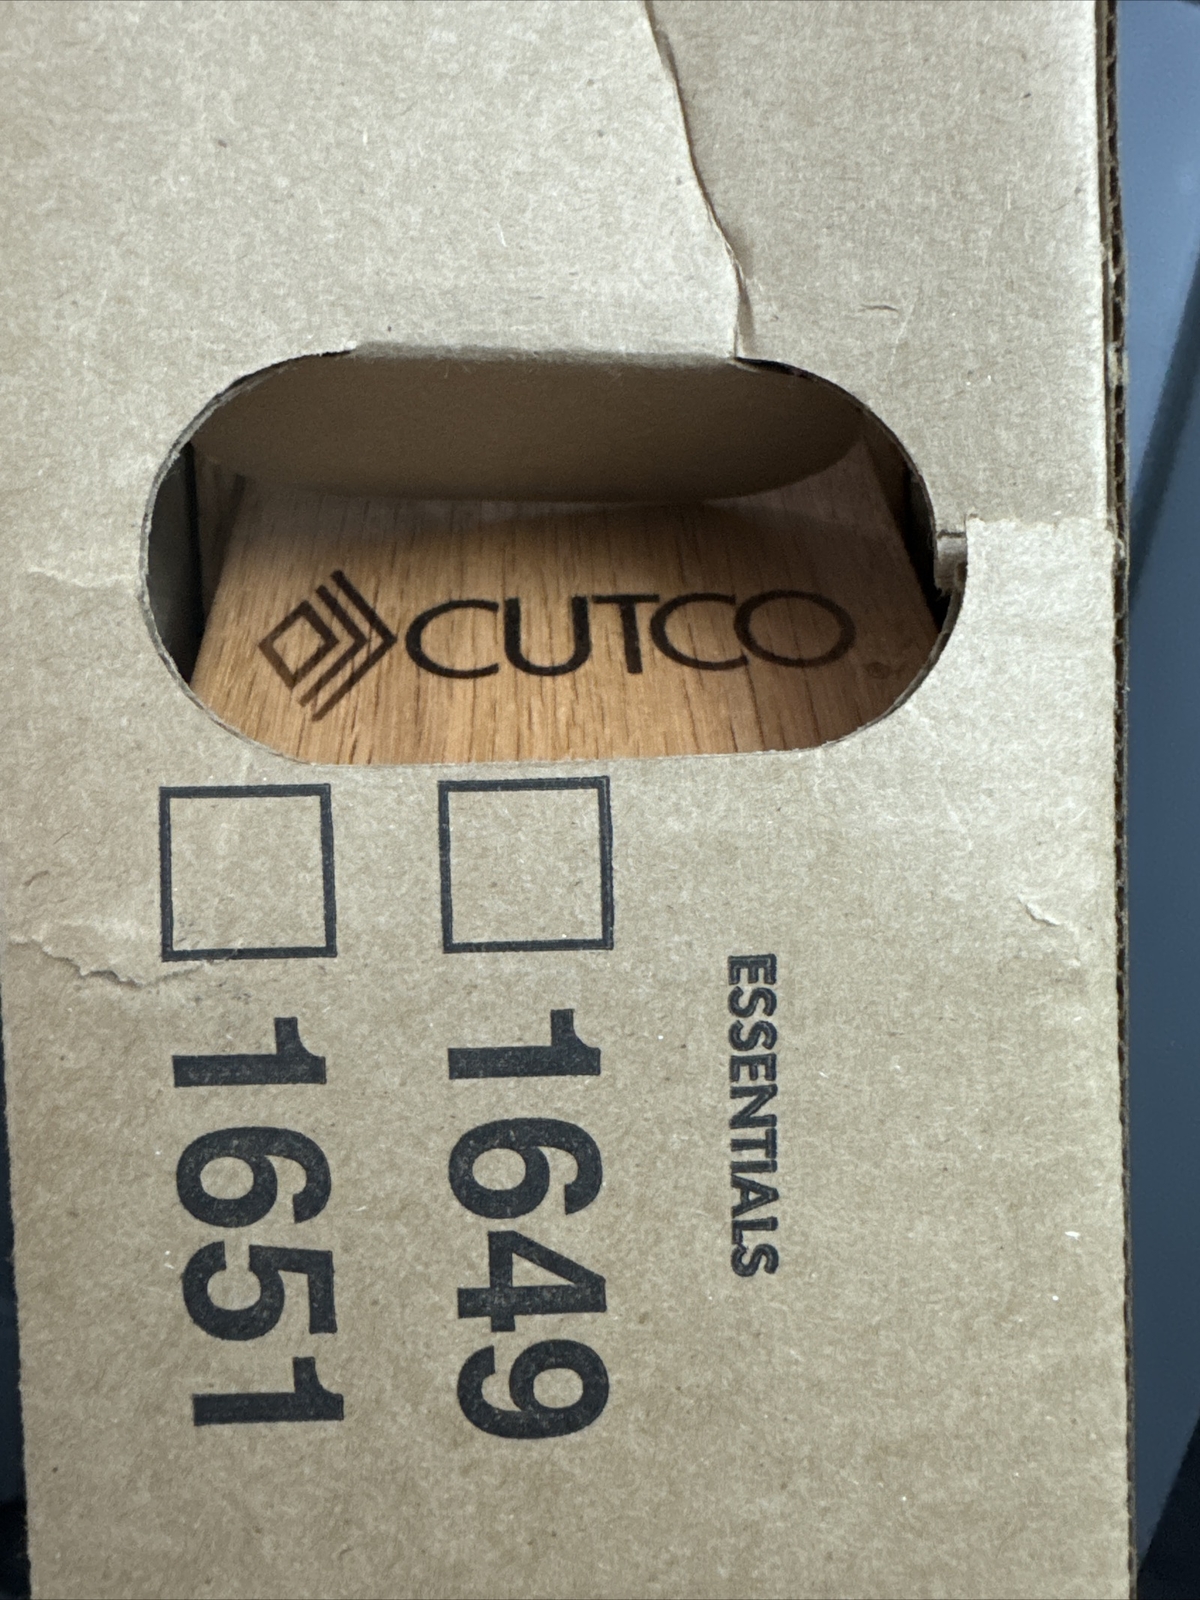 CUTCO®
ESSENTIALS
1649
1651